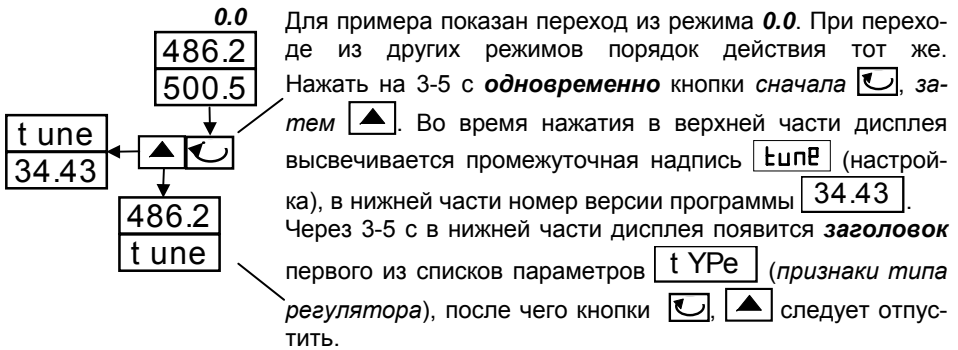 0.0
486.2
500.5
t une
34.43
486.2
t une
Для примера показан переход из режима 0.0. При перехо-
де из других режимов порядок действия тот же.
Нажать на 3-5 с одновременно кнопки сначала , за-
тем ▲. Во время нажатия в верхней части дисплея
высвечивается промежуточная надпись tunE (настрой-
ка), в нижней части номер версии программы 34.43.
Через 3-5 с в нижней части дисплея появится заголовок
первого из списков параметров t YPe (признаки типа
регулятора), после чего кнопки , ▲ следует отпус-
тить.